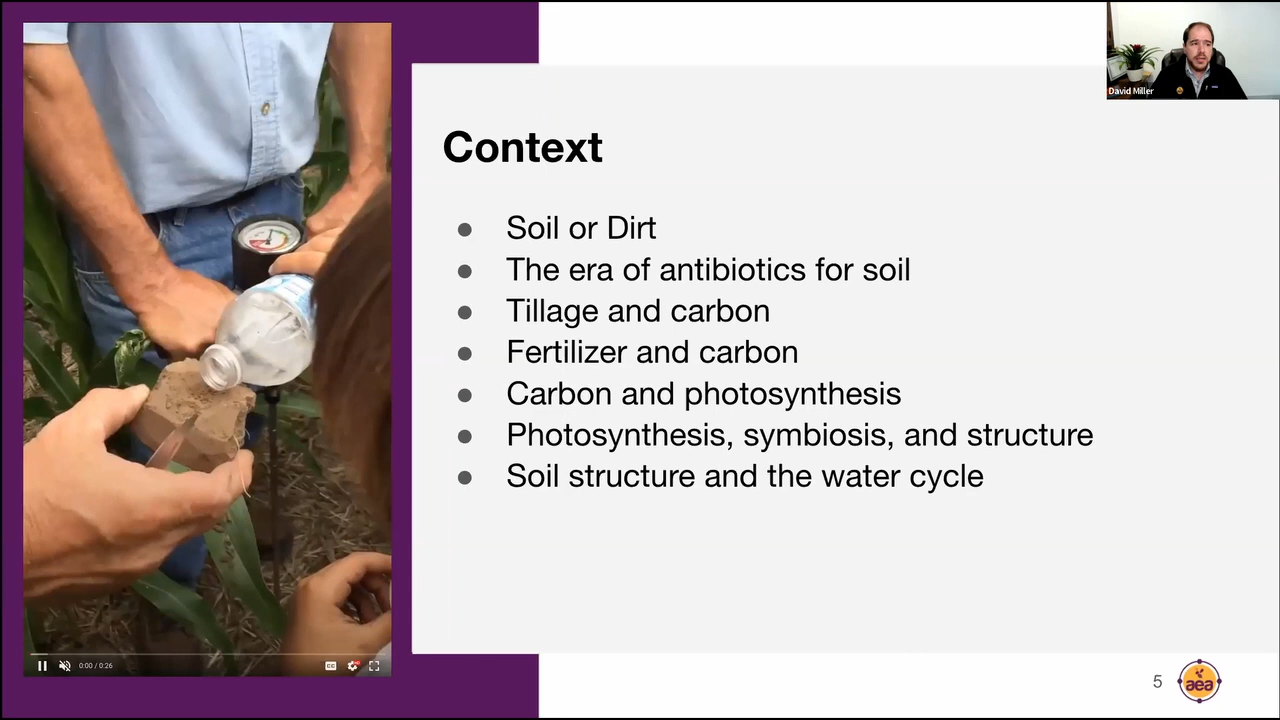 David Miller
Context
● Soil or Dirt
● The era of antibiotics for soil
● Tillage and carbon
● Fertilizer and carbon
● Carbon and photosynthesis
● Photosynthesis, symbiosis, and structure
● Soil structure and the water cycle
0:00 / 0:26
CC
5
aea